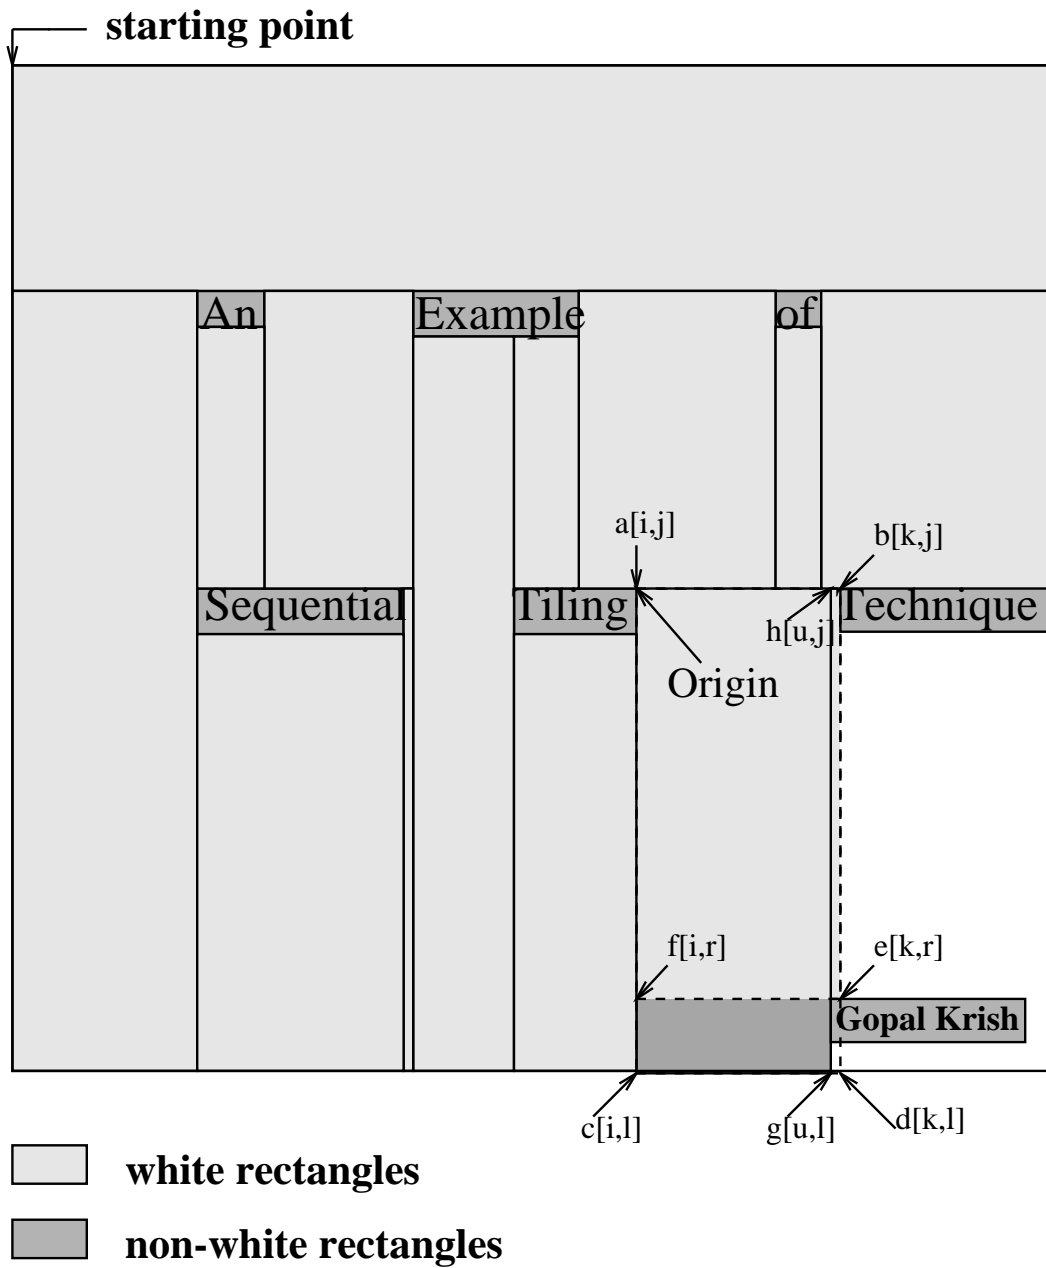 starting point
An Example of
a[i,j]
b[k,j]
Sequential Tiling Technique
h[u,j]
Origin
f[i,r]
e[k,r]
Gopal Krish
c[i,l]
g[u,l]
d[k,l]
white rectangles
non-white rectangles